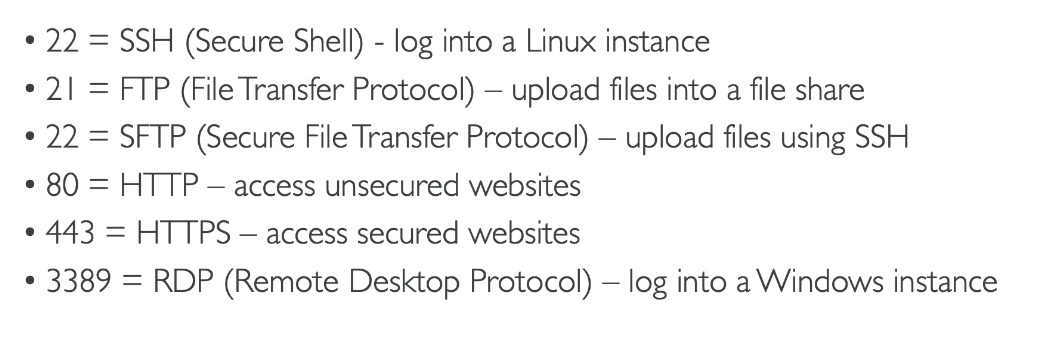 • 22 = SSH (Secure Shell) - log into a Linux instance
• 21 = FTP (File Transfer Protocol) – upload files into a file share
• 22 = SFTP (Secure File Transfer Protocol) – upload files using SSH
• 80 = HTTP – access unsecured websites
• 443 = HTTPS – access secured websites
• 3389 = RDP (Remote Desktop Protocol) – log into a Windows instance